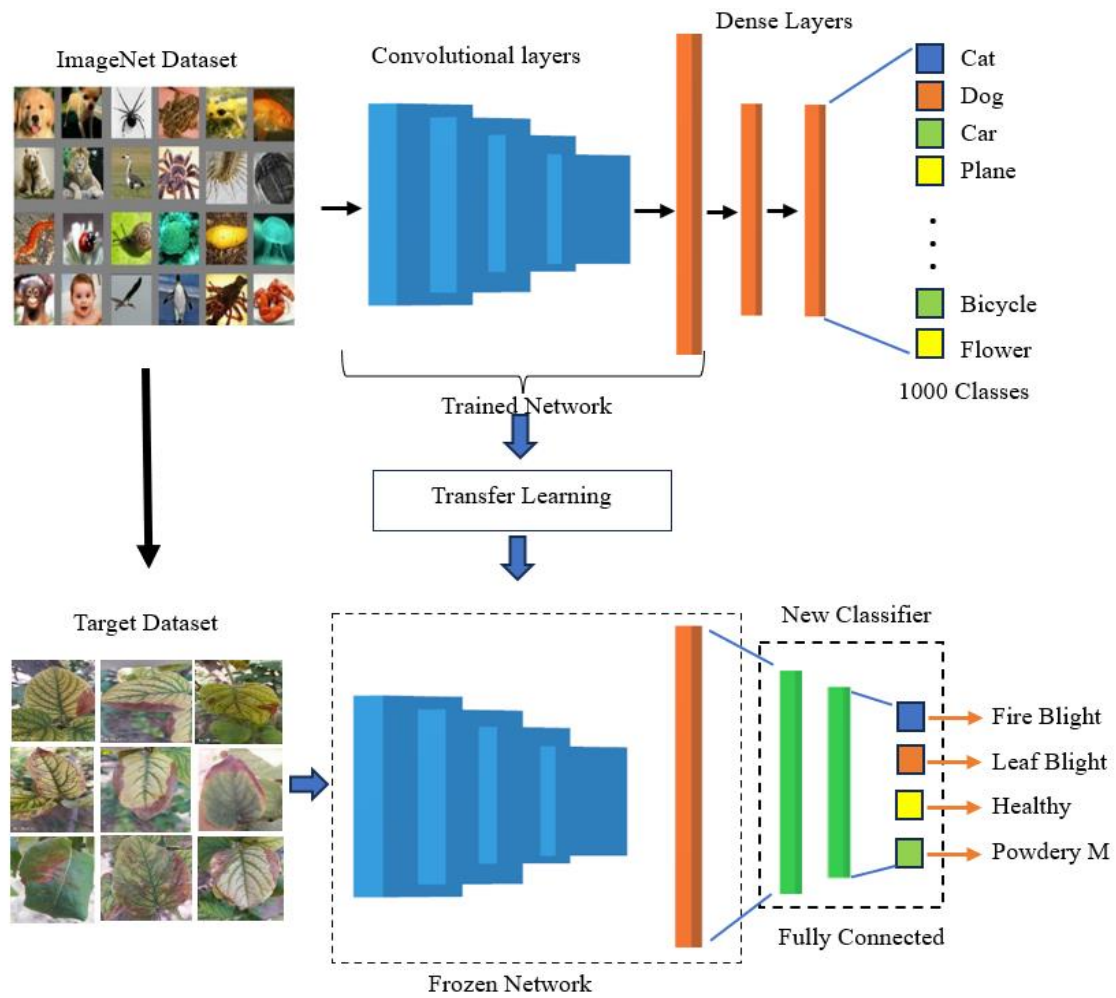 Dense Layers
ImageNet Dataset
Convolutional layers
Cat
Dog
Car
Plane
Bicycle
Flower
1000 Classes
Trained Network
Transfer Learning
Target Dataset
New Classifier
Fire Blight
Leaf Blight
Healthy
Powdery M
Fully Connected
Frozen Network